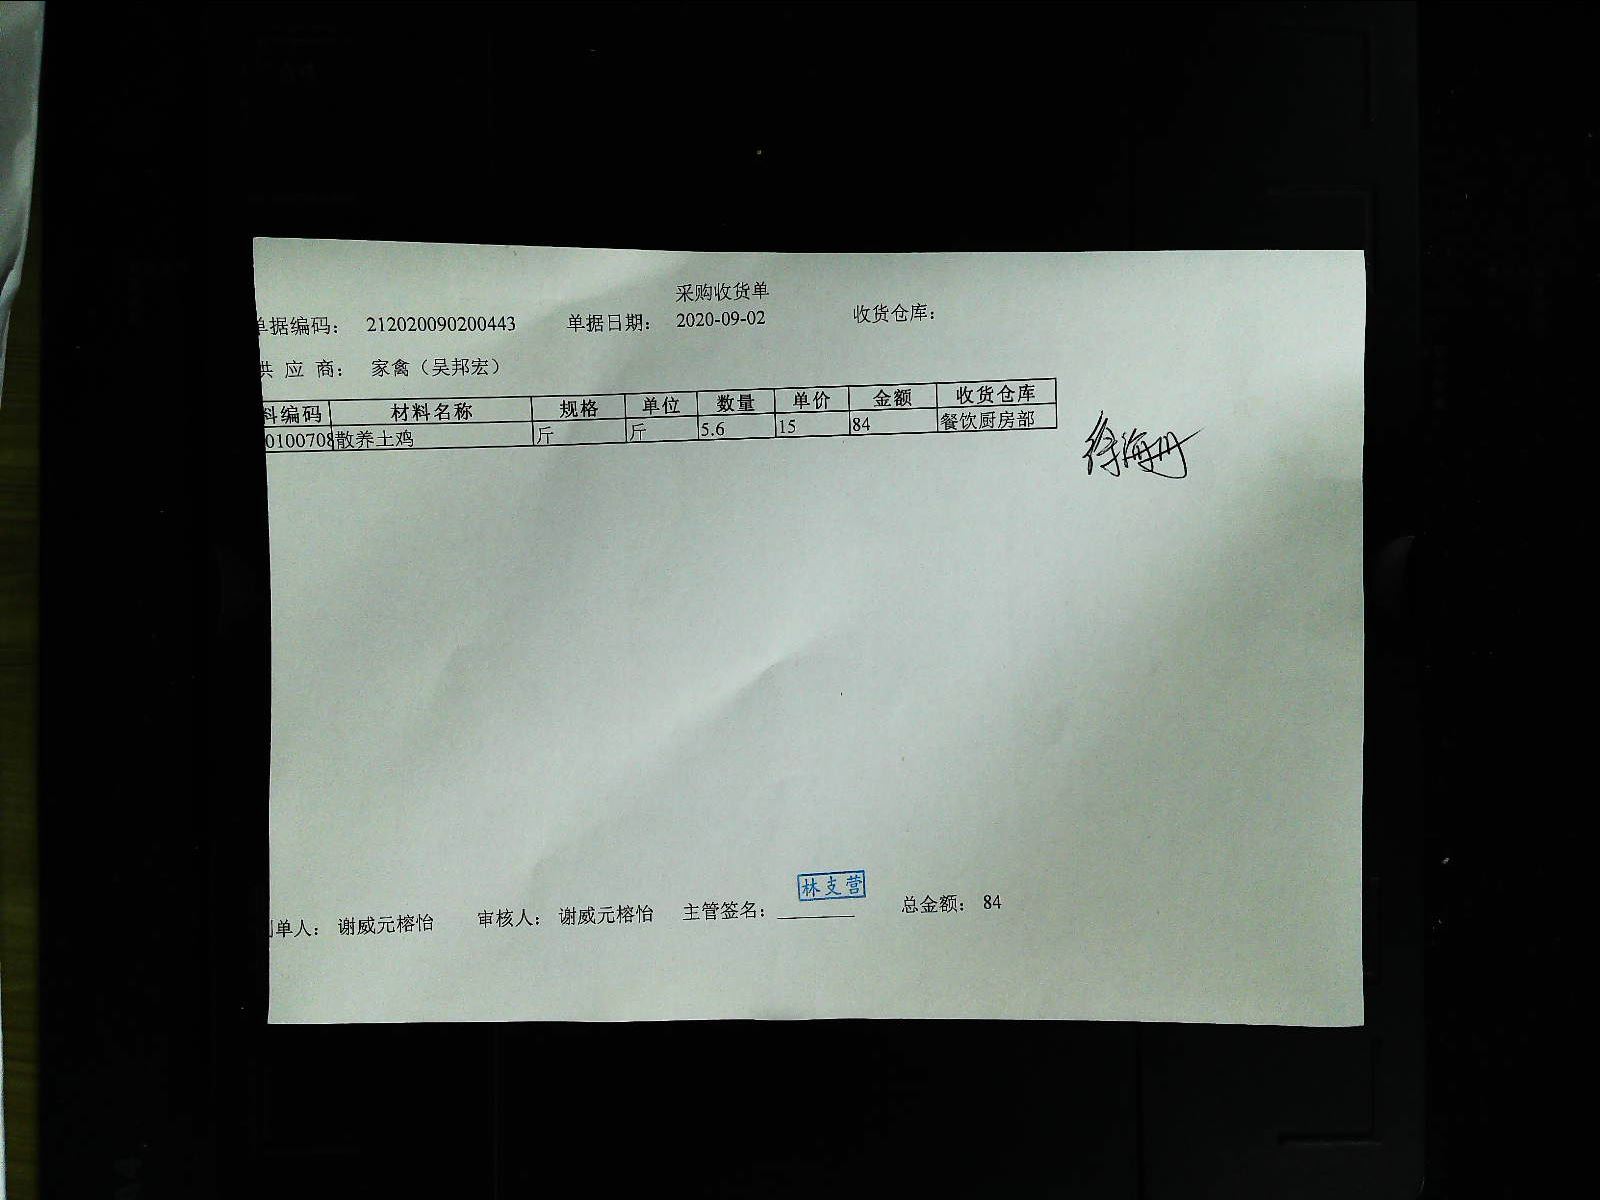 采购收货单
单据编码： 212020090200443 单据日期： 2020-09-02 收货仓库：
供 应 商： 家禽（吴邦宏）
料编码 材料名称 规格 单位 数量 单价 金额 收货仓库
0100708 散养土鸡 斤 斤 5.6 15 84 餐饮厨房部
徐海丹
林支营
制单人： 谢威元榕怡 审核人： 谢威元榕怡 主管签名： 总金额： 84